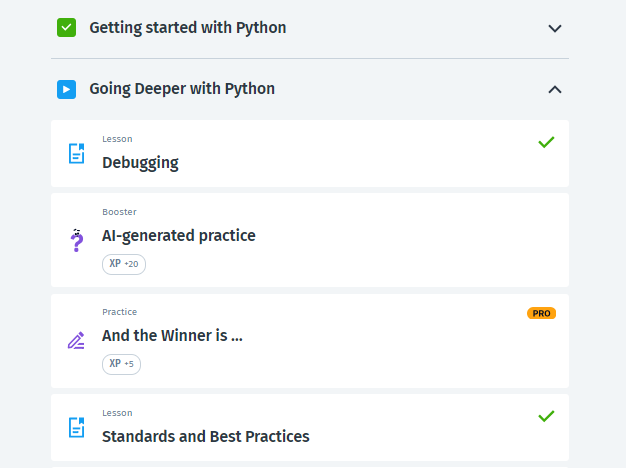 Getting started with Python
Going Deeper with Python
Lesson
Debugging
Booster
AI-generated practice
XP +20
Practice
PRO
And the Winner is ...
XP +5
Lesson
Standards and Best Practices